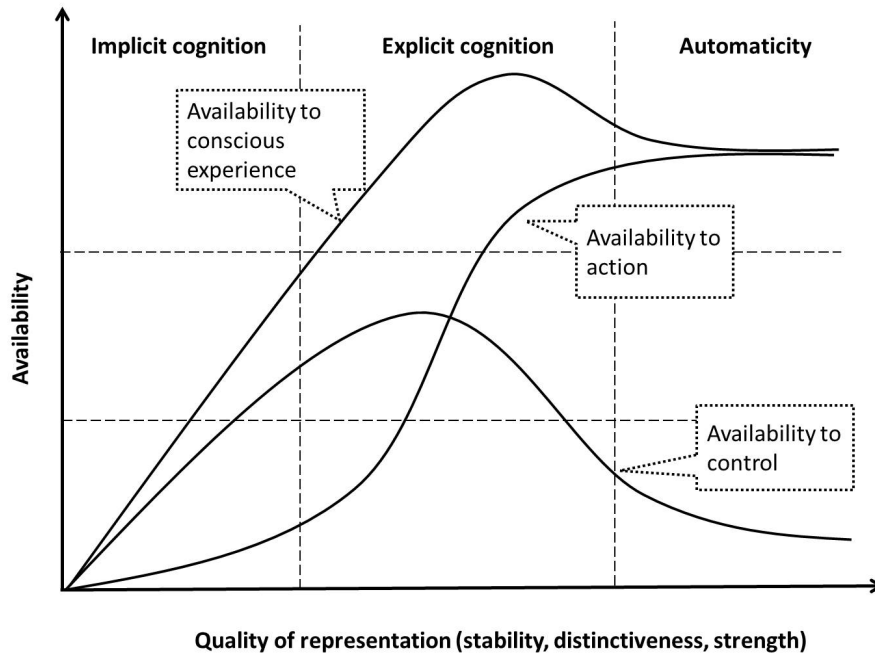 Implicit cognition
Explicit cognition
Automaticity
Availability to
conscious
experience
Availability to
action
Availability
Availability to
control
Quality of representation (stability, distinctiveness, strength)